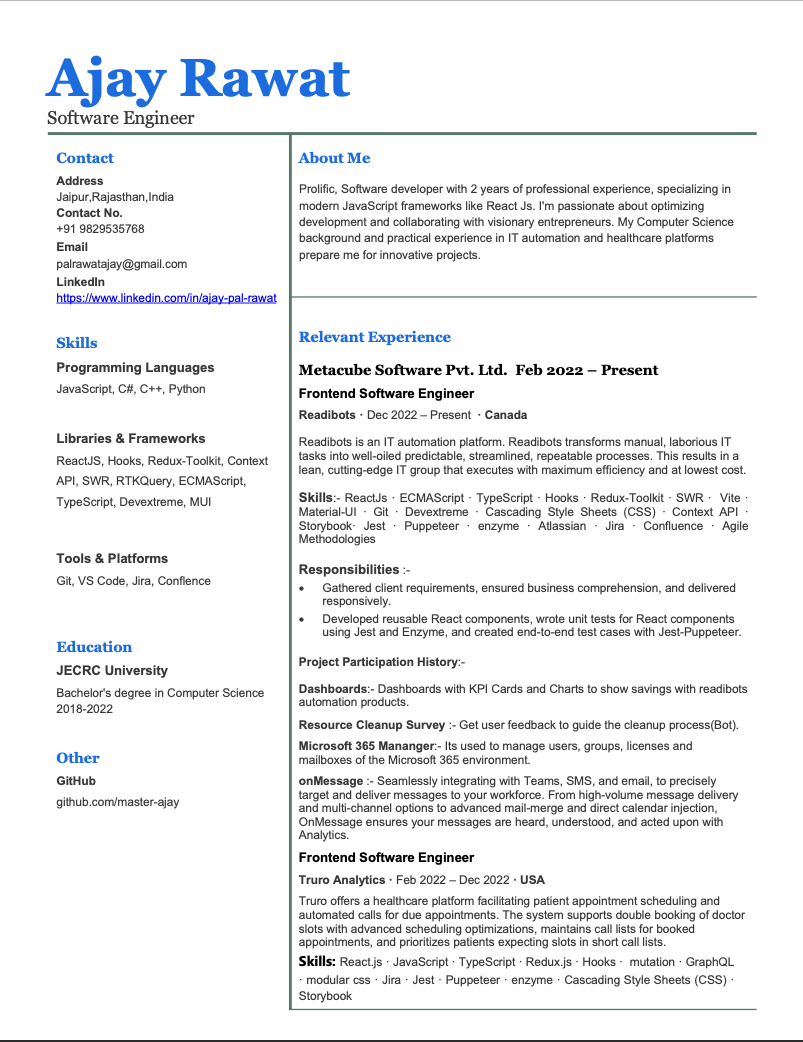 Ajay Rawat
Software Engineer
Contact
Address
Jaipur,Rajasthan,India
Contact No.
+91 9829535768
Email
palrawatajay@gmail.com
LinkedIn
https://www.linkedin.com/in/ajay-pal-rawat
Skills
Programming Languages
JavaScript, C#, C++, Python
Libraries & Frameworks
ReactJS, Hooks, Redux-Toolkit, Context
API, SWR, RTKQuery, ECMAScript,
TypeScript, Devextreme, MUI
Tools & Platforms
Git, VS Code, Jira, Conflence
Education
JECRC University
Bachelor's degree in Computer Science
2018-2022
Other
GitHub
github.com/master-ajay
About Me
Prolific, Software developer with 2 years of professional experience, specializing in
modern JavaScript frameworks like React Js. I'm passionate about optimizing
development and collaborating with visionary entrepreneurs. My Computer Science
background and practical experience in IT automation and healthcare platforms
prepare me for innovative projects.
Relevant Experience
Metacube Software Pvt. Ltd.  Feb 2022 – Present
Frontend Software Engineer
Readibots · Dec 2022 – Present  · Canada
Readibots is an IT automation platform. Readibots transforms manual, laborious IT
tasks into well-oiled predictable, streamlined, repeatable processes. This results in a
lean, cutting-edge IT group that executes with maximum efficiency and at lowest cost.
Skills:- ReactJs · ECMAScript · TypeScript · Hooks · Redux-Toolkit · SWR ·  Vite ·
Material-UI · Git · Devextreme · Cascading Style Sheets (CSS) · Context API ·
Storybook· Jest · Puppeteer · enzyme · Atlassian · Jira · Confluence · Agile
Methodologies
Responsibilities :-
• Gathered client requirements, ensured business comprehension, and delivered
responsively.
• Developed reusable React components, wrote unit tests for React components
using Jest and Enzyme, and created end-to-end test cases with Jest-Puppeteer.
Project Participation History:-
Dashboards:- Dashboards with KPI Cards and Charts to show savings with readibots
automation products.
Resource Cleanup Survey :- Get user feedback to guide the cleanup process(Bot).
Microsoft 365 Mananger:- Its used to manage users, groups, licenses and
mailboxes of the Microsoft 365 environment.
onMessage :- Seamlessly integrating with Teams, SMS, and email, to precisely
target and deliver messages to your workforce. From high-volume message delivery
and multi-channel options to advanced mail-merge and direct calendar injection,
OnMessage ensures your messages are heard, understood, and acted upon with
Analytics.
Frontend Software Engineer
Truro Analytics · Feb 2022 – Dec 2022 · USA
Truro offers a healthcare platform facilitating patient appointment scheduling and
automated calls for due appointments. The system supports double booking of doctor
slots with advanced scheduling optimizations, maintains call lists for booked
appointments, and prioritizes patients expecting slots in short call lists.
Skills: React.js · JavaScript · TypeScript · Redux.js · Hooks ·  mutation · GraphQL
· modular css · Jira · Jest · Puppeteer · enzyme · Cascading Style Sheets (CSS) ·
Storybook